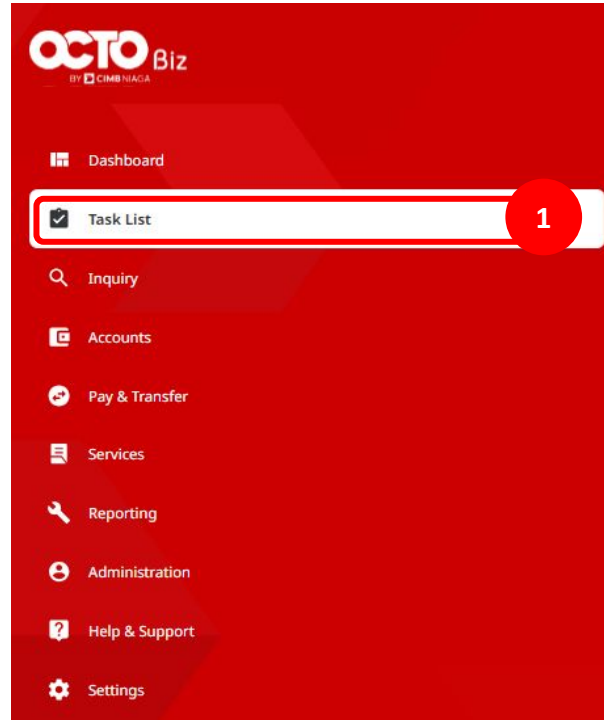 OCTO Biz
BY CIMB NIAGA
Dashboard
Task List
1
Inquiry
Accounts
Pay & Transfer
Services
Reporting
Administration
Help & Support
Settings